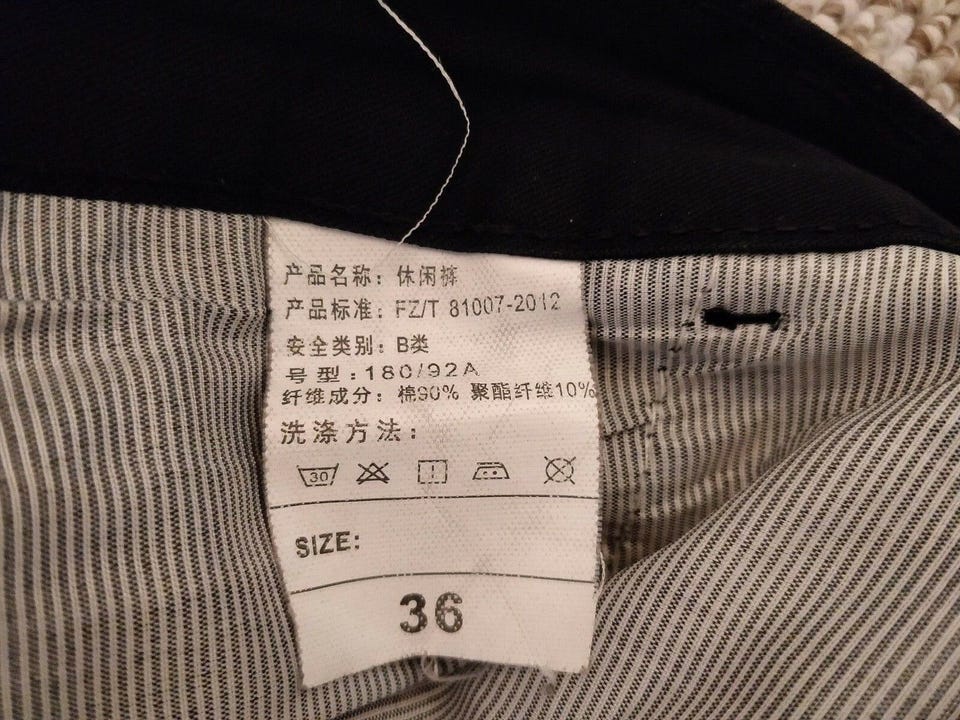 产品名称：休闲裤
产品标准：FZ/T 81007-2012
安全类别：B类
号型：180/92A
纤维成分：棉90% 聚酯纤维10%
洗涤方法：
30
SIZE:
36